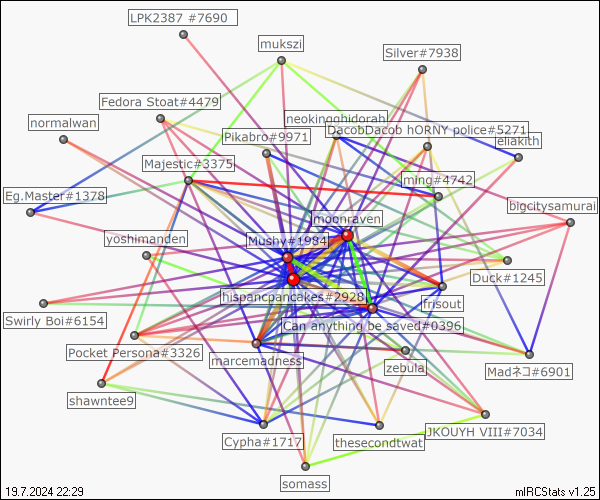 LPK2387 #7690
mukszi
Silver#7938
Fedora Stoat#4479
neokingghidorah
normalwan
Pikabro#9971
DacobDacob hORNY police#5271
eliakith
Majestic#3375
ming#4742
Eg.Master#1378
bigcitysamurai
moonraven
yoshimanden
Mushy#1984
Duck#1245
hispancpancakes#2928
frisout
Swirly Boi#6154
Can anything be saved#0396
Pocket Persona#3326
marcemadness
zebula
Madネコ#6901
shawntee9
Cypha#1717
thesecondtwat
JKOUYH VIII#7034
somass
19.7.2024 22:29
mIRCStats v1.25